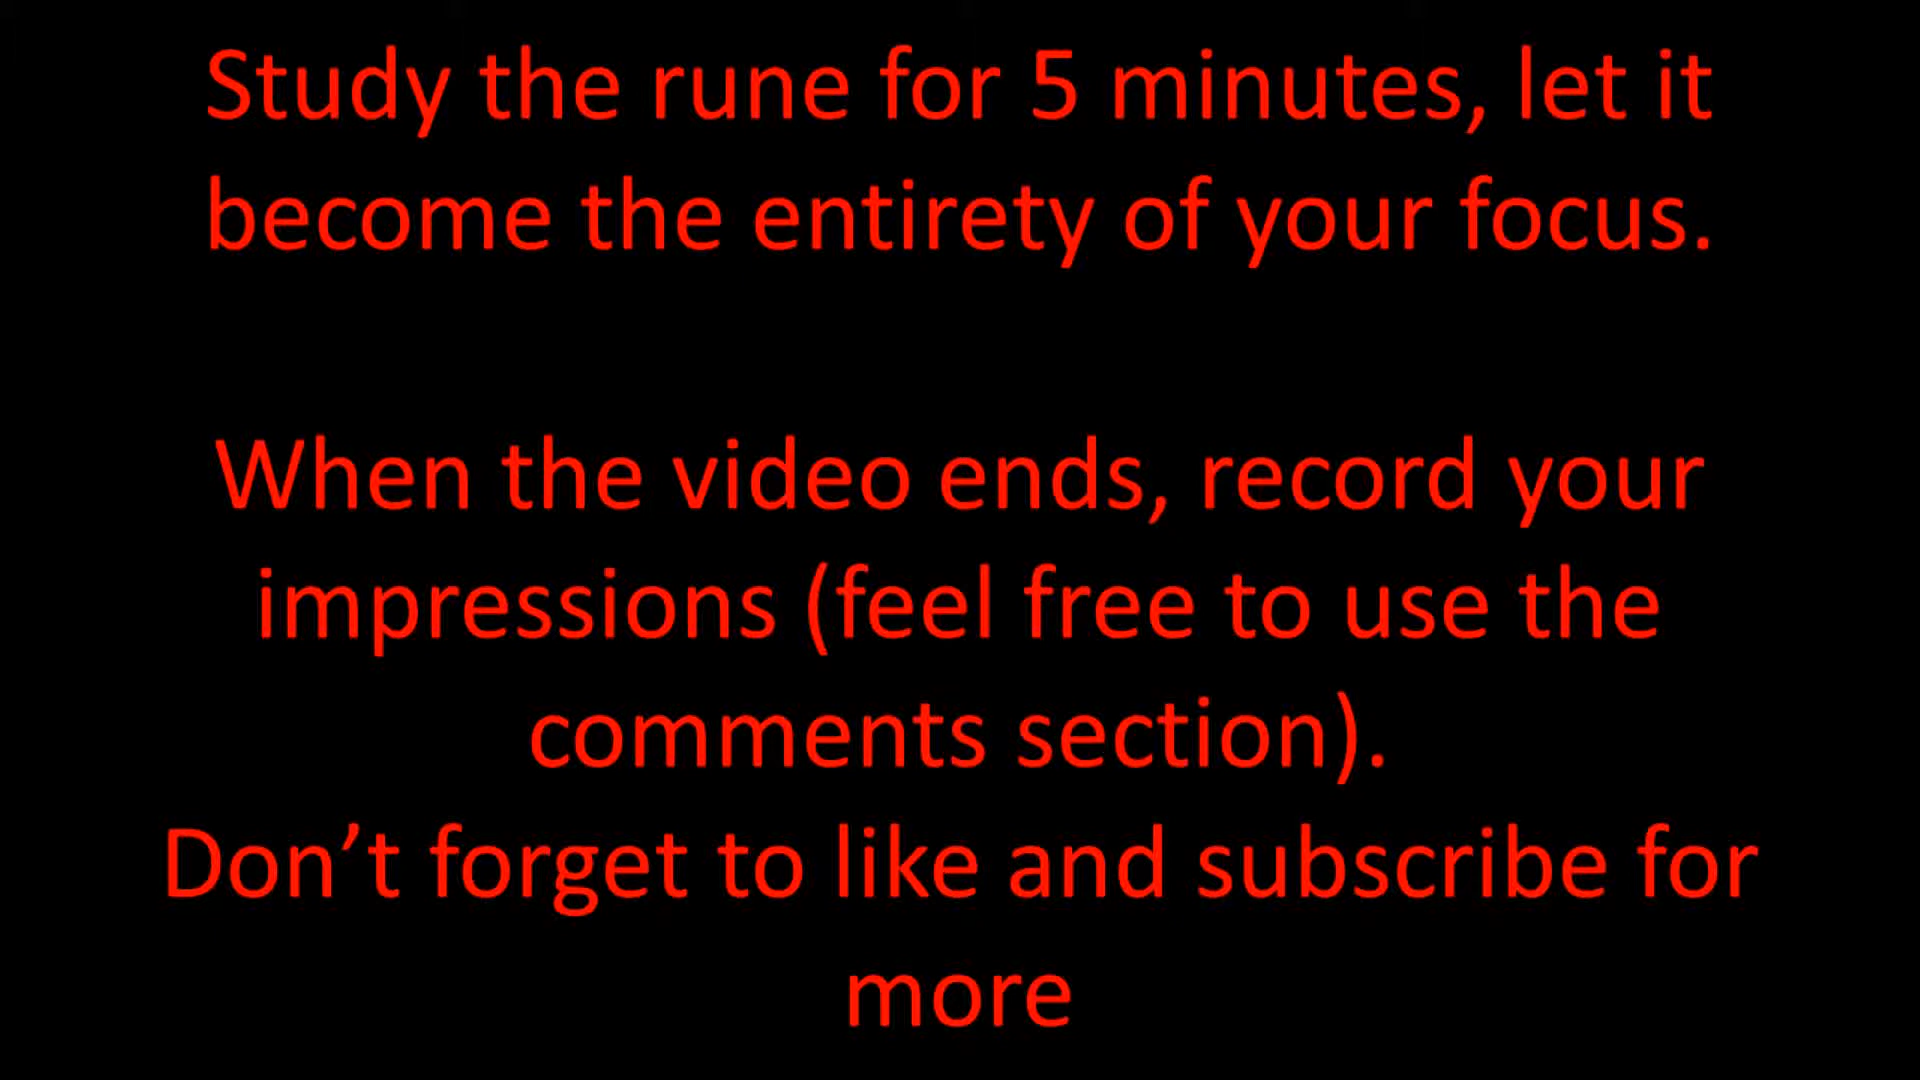 Study the rune for 5 minutes, let it
become the entirety of your focus.
When the video ends, record your
impressions (feel free to use the
comments section).
Don’t forget to like and subscribe for
more